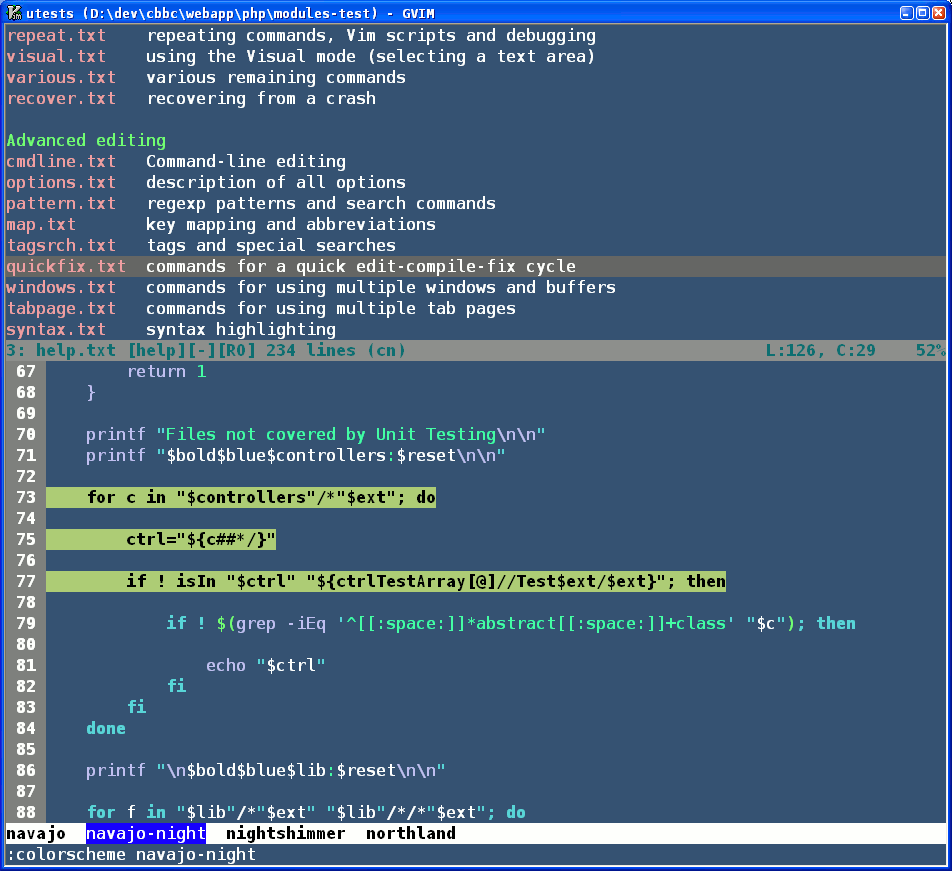 utests (D:\dev\cbbc\webapp\php\modules-test) - GVIM
repeat.txt    repeating commands, Vim scripts and debugging
visual.txt    using the Visual mode (selecting a text area)
various.txt   various remaining commands
recover.txt   recovering from a crash
Advanced editing
cmdline.txt   Command-line editing
options.txt   description of all options
pattern.txt   regexp patterns and search commands
map.txt       key mapping and abbreviations
tagsrch.txt   tags and special searches
quickfix.txt  commands for a quick edit-compile-fix cycle
windows.txt   commands for using multiple windows and buffers
tabpage.txt   commands for using multiple tab pages
syntax.txt    syntax highlighting
3: help.txt [help][-][RO] 234 lines (cn)                                    L:126, C:29    52%
67         return 1
68     }
69
70     printf "Files not covered by Unit Testing\n\n"
71     printf "$bold$blue$controllers:$reset\n\n"
72
73     for c in "$controllers"/*"$ext"; do
74
75         ctrl="${c##*/}"
76
77         if ! isIn "$ctrl" "${ctrlTestArray[@]//Test$ext/$ext}"; then
78
79             if ! $(grep -iEq '^[[:space:]]*abstract[[:space:]]+class' "$c"); then
80
81                 echo "$ctrl"
82             fi
83         fi
84     done
85
86     printf "\n$bold$blue$lib:$reset\n\n"
87
88     for f in "$lib"/*"$ext" "$lib"/*/*"$ext"; do
navajo  navajo-night  nightshimmer  northland
:colorscheme navajo-night